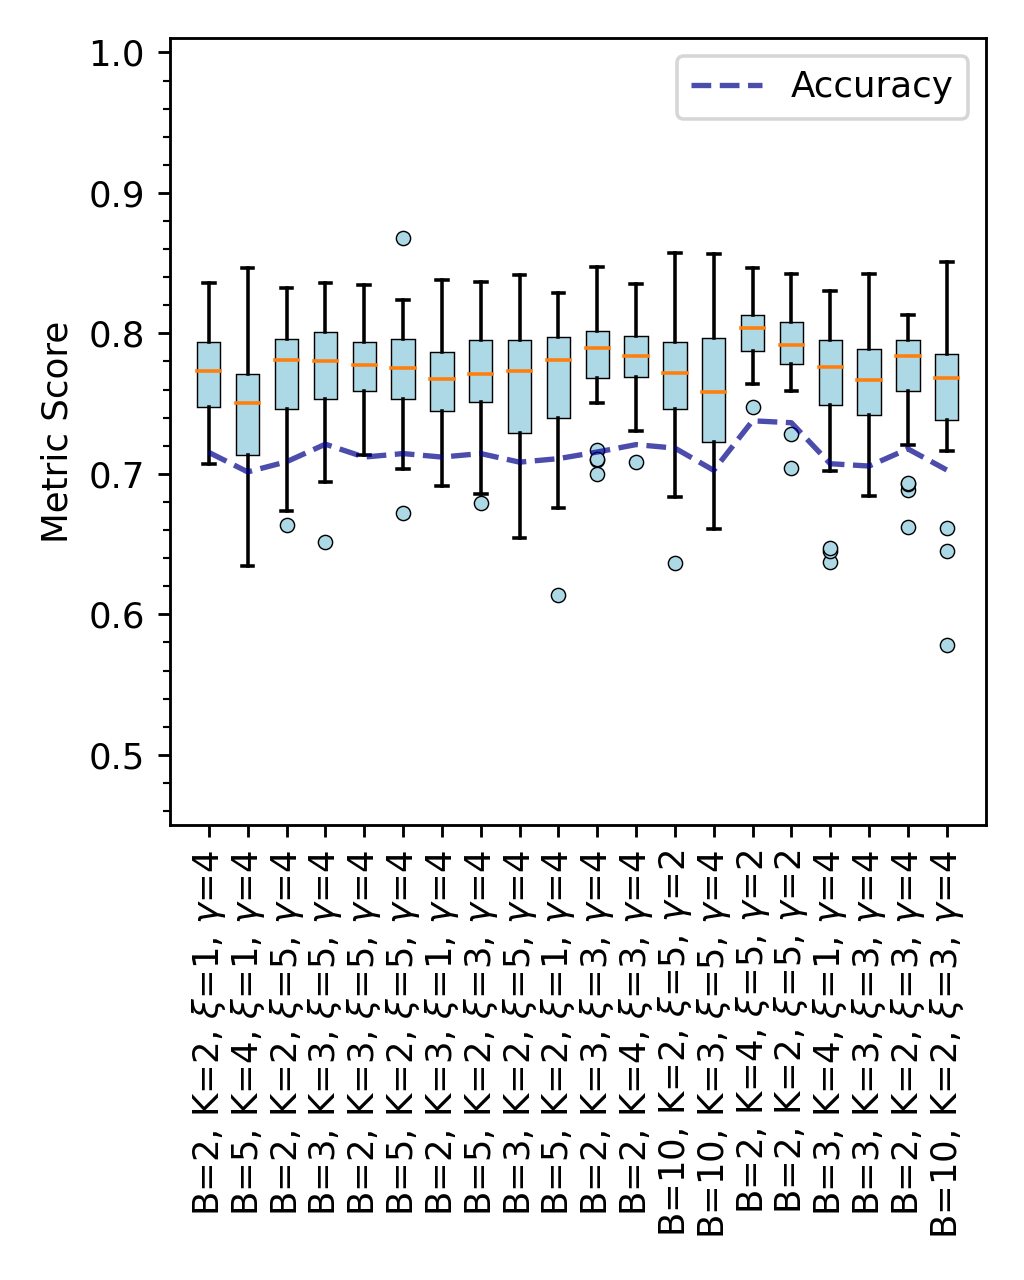 Metric Score
1.0
0.9
0.8
0.7
0.6
0.5
Accuracy
B=2, K=2, ξ=1, γ=4
B=5, K=4, ξ=1, γ=4
B=2, K=2, ξ=5, γ=4
B=3, K=3, ξ=5, γ=4
B=2, K=3, ξ=5, γ=4
B=5, K=2, ξ=5, γ=4
B=2, K=3, ξ=1, γ=4
B=5, K=2, ξ=3, γ=4
B=3, K=2, ξ=5, γ=4
B=5, K=2, ξ=1, γ=4
B=2, K=3, ξ=3, γ=4
B=2, K=4, ξ=3, γ=4
B=10, K=2, ξ=5, γ=2
B=10, K=3, ξ=5, γ=4
B=2, K=4, ξ=5, γ=2
B=2, K=2, ξ=5, γ=2
B=3, K=4, ξ=1, γ=4
B=3, K=3, ξ=3, γ=4
B=2, K=2, ξ=3, γ=4
B=10, K=2, ξ=3, γ=4